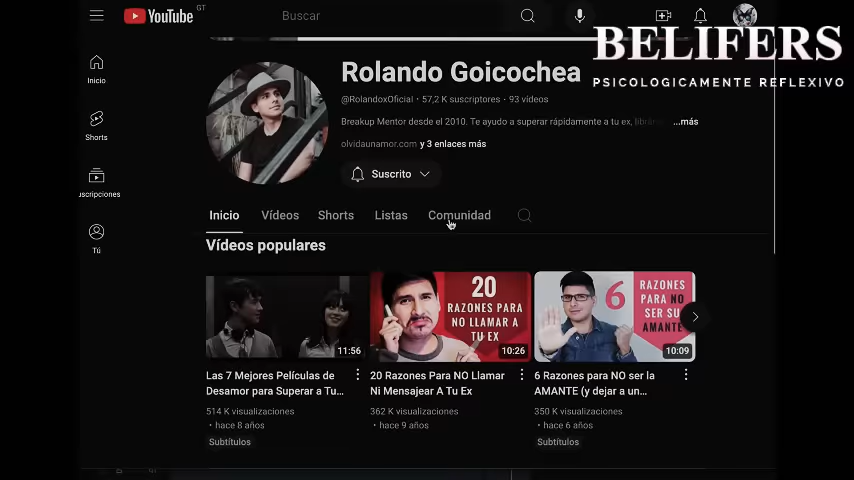 YouTube GT
Buscar
BELIFERS
PSICOLOGICAMENTE REFLEXIVO
Inicio
Shorts
uscripciones
Tú
Rolando Goicochea
@RolandoxOficial • 57,2 K suscriptores • 93 vídeos
Breakup Mentor desde el 2010. Te ayudo a superar rápidamente a tu ex, ...más
olvidaunamor.com y 3 enlaces más
Suscrito
Inicio Vídeos Shorts Listas Comunidad
Vídeos populares
11:56
20
RAZONES PARA
NO LLAMAR A
TU EX
10:26
6
RAZONES
PARA NO
SER SU
AMANTE
10:09
Las 7 Mejores Películas de
Desamor para Superar a Tu...
514 K visualizaciones
• hace 8 años
Subtítulos
20 Razones Para NO Llamar
Ni Mensajear A Tu Ex
362 K visualizaciones
• hace 9 años
6 Razones para NO ser la
AMANTE (y dejar a un...
350 K visualizaciones
• hace 6 años
Subtítulos